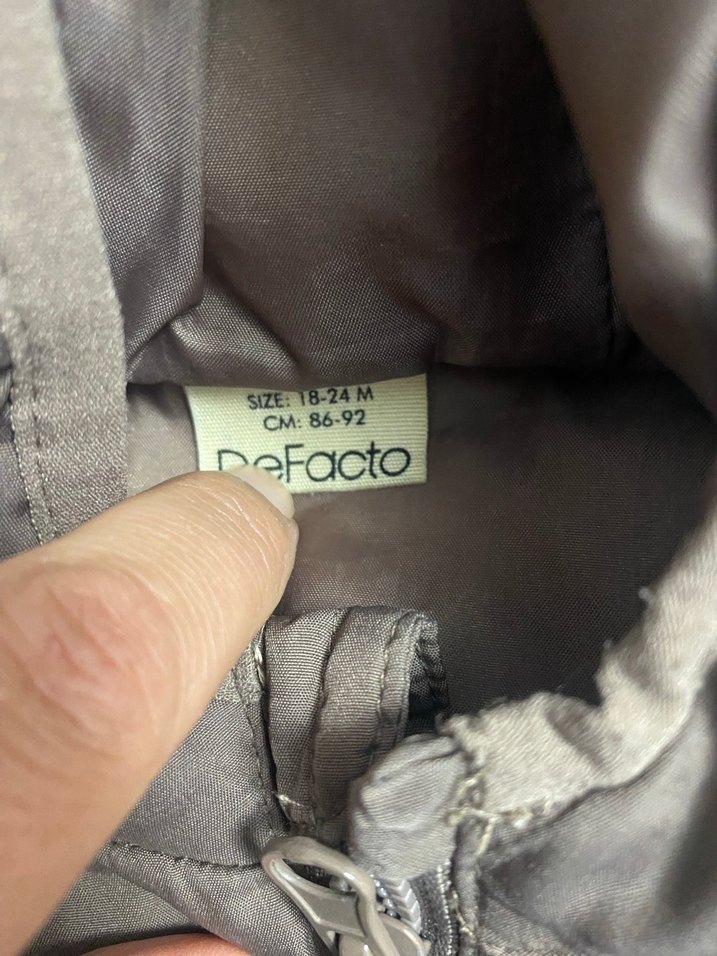 SIZE: 18-24 M
CM: 86-92
DeFacto